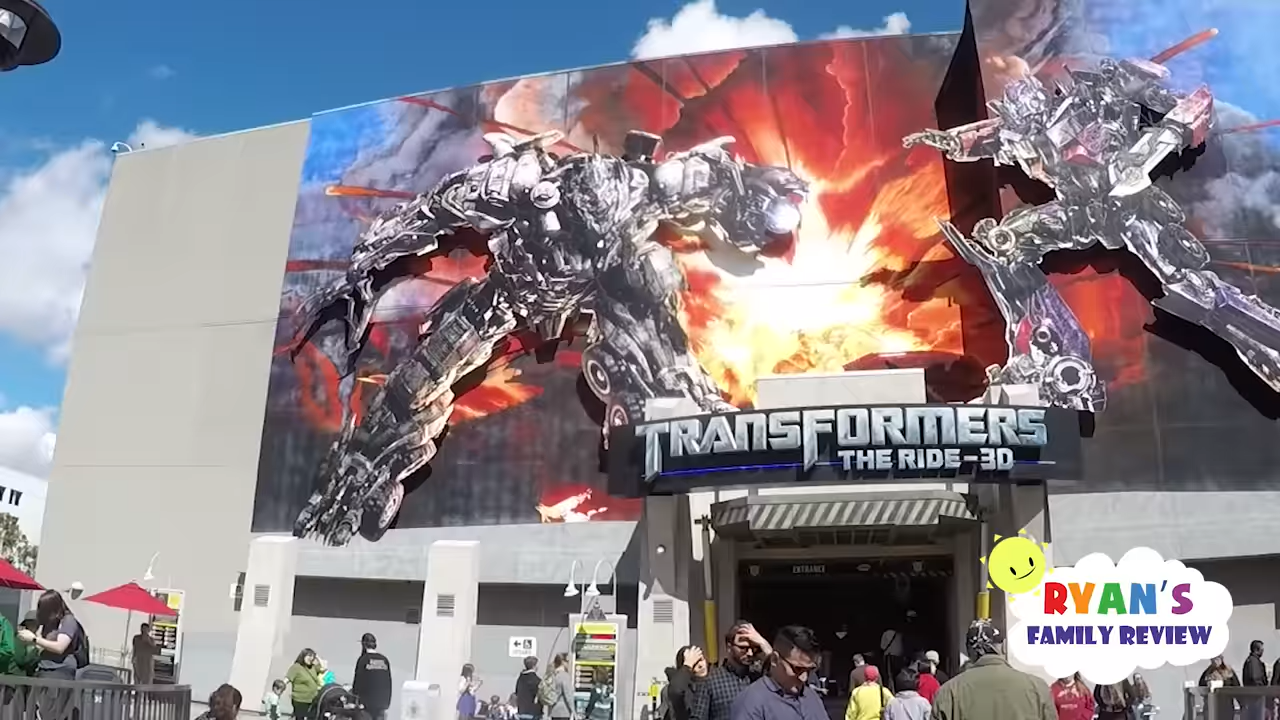 TRANSFORMERS
THE RIDE-3D
ENTRANCE
RYAN'S
FAMILY REVIEW